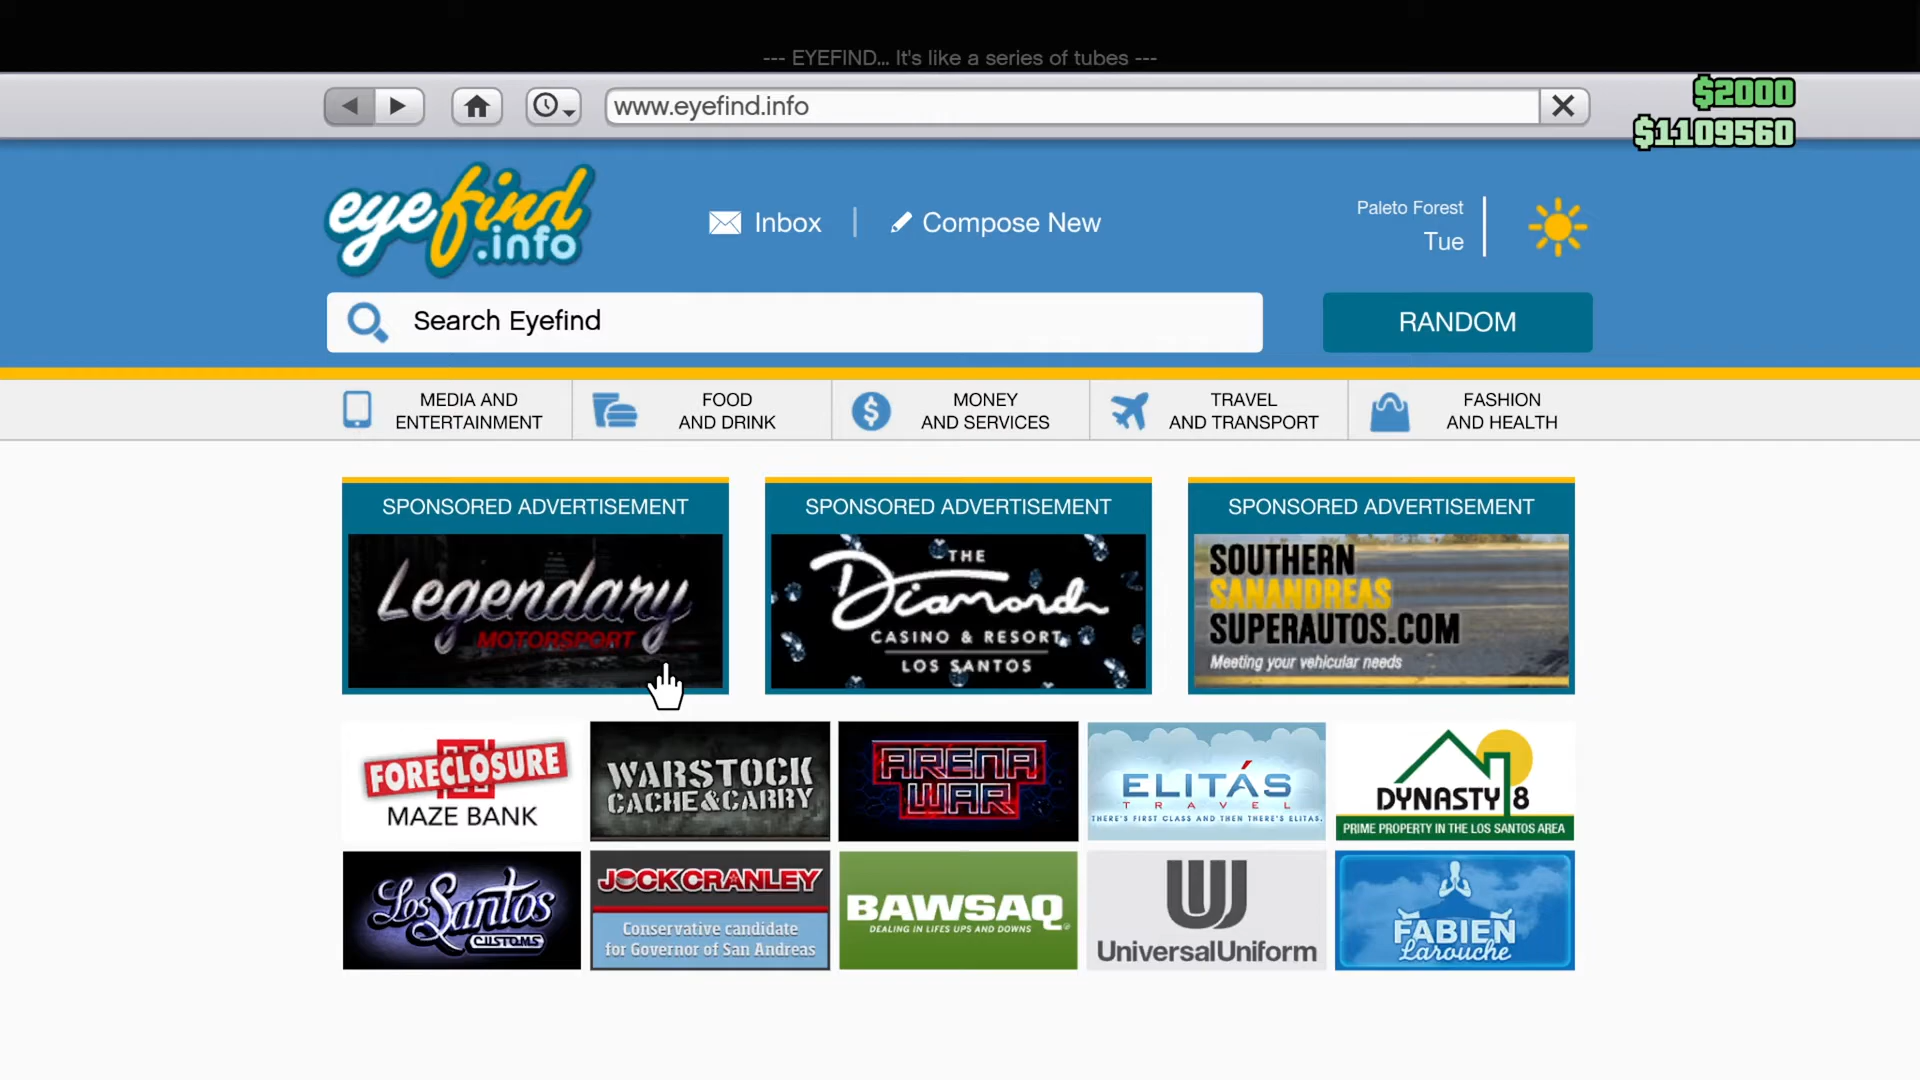 --- EYEFIND... It's like a series of tubes ---
www.eyefind.info
$2000
$1109560
eyefind
.info
Inbox
Compose New
Paleto Forest
Tue
Search Eyefind
RANDOM
MEDIA AND
ENTERTAINMENT
FOOD
AND DRINK
MONEY
AND SERVICES
TRAVEL
AND TRANSPORT
FASHION
AND HEALTH
SPONSORED ADVERTISEMENT
Legendary
MOTORSPORT
SPONSORED ADVERTISEMENT
THE
Diamond
CASINO & RESORT
LOS SANTOS
SPONSORED ADVERTISEMENT
SOUTHERN
SANANDREAS
SUPERAUTOS.COM
Meeting your vehicular needs
FORECLOSURE
MAZE BANK
WARSTOCK
CACHE&CARRY
ARENA
WAR
ELITÁS
TRAVEL
THERE'S FIRST CLASS AND THEN THERE'S ELITAS.
DYNASTY 8
PRIME PROPERTY IN THE LOS SANTOS AREA
Los Santos
CUSTOMS
JOCK CRANLEY
Conservative candidate
for Governor of San Andreas
BAWSAQ
DEALING IN LIFES UPS AND DOWNS
UniversalUniform
FABIEN
Larouche